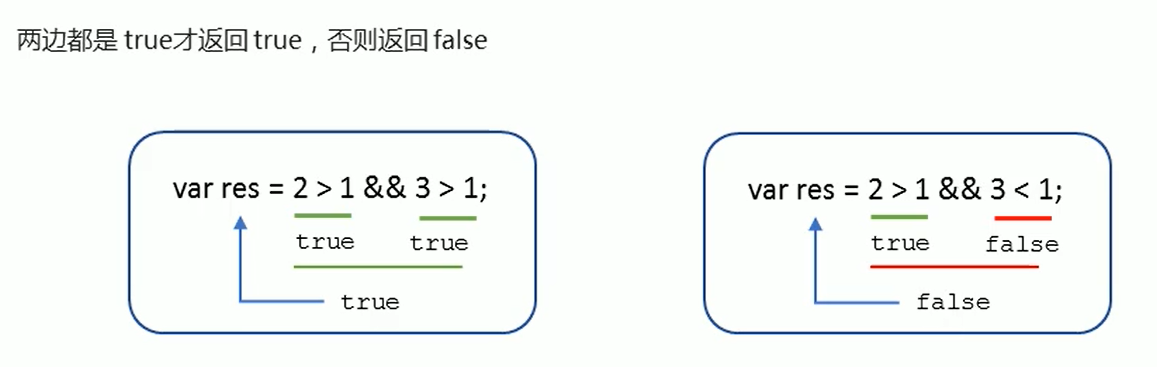 两边都是 true才返回 true，否则返回 false
var res = 2 > 1 && 3 > 1;
true true
true
var res = 2 > 1 && 3 < 1;
true false
false